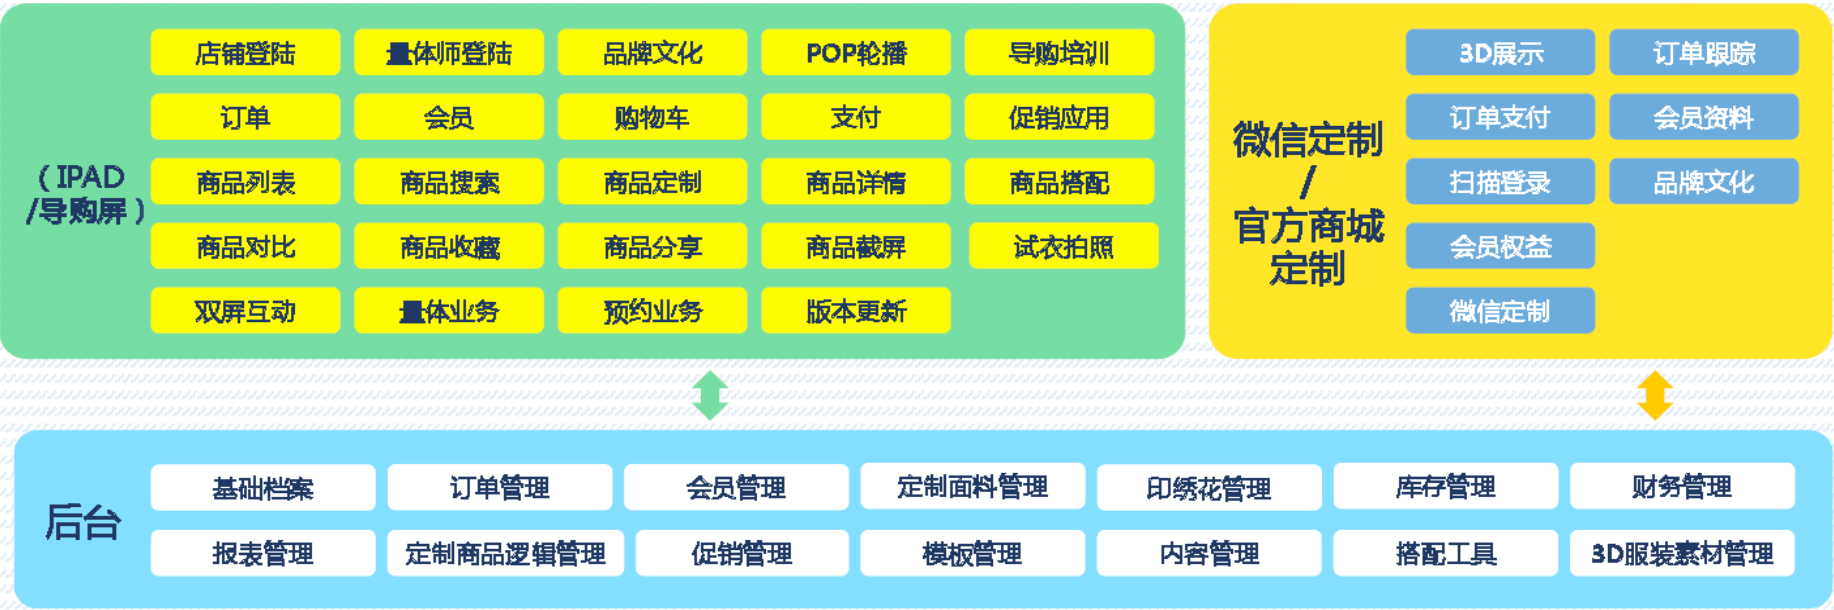 （IPAD
/导购屏）
店铺登陆 量体师登陆 品牌文化 POP轮播 导购培训
订单 会员 购物车 支付 促销应用
商品列表 商品搜索 商品定制 商品详情 商品搭配
商品对比 商品收藏 商品分享 商品截屏 试衣拍照
双屏互动 量体业务 预约业务 版本更新
微信定制
/
官方商城
定制
3D展示 订单跟踪
订单支付 会员资料
扫描登录 品牌文化
会员权益
微信定制
后台
基础档案 订单管理 会员管理 定制面料管理 印绣花管理 库存管理 财务管理
报表管理 定制商品逻辑管理 促销管理 模板管理 内容管理 搭配工具 3D服装素材管理